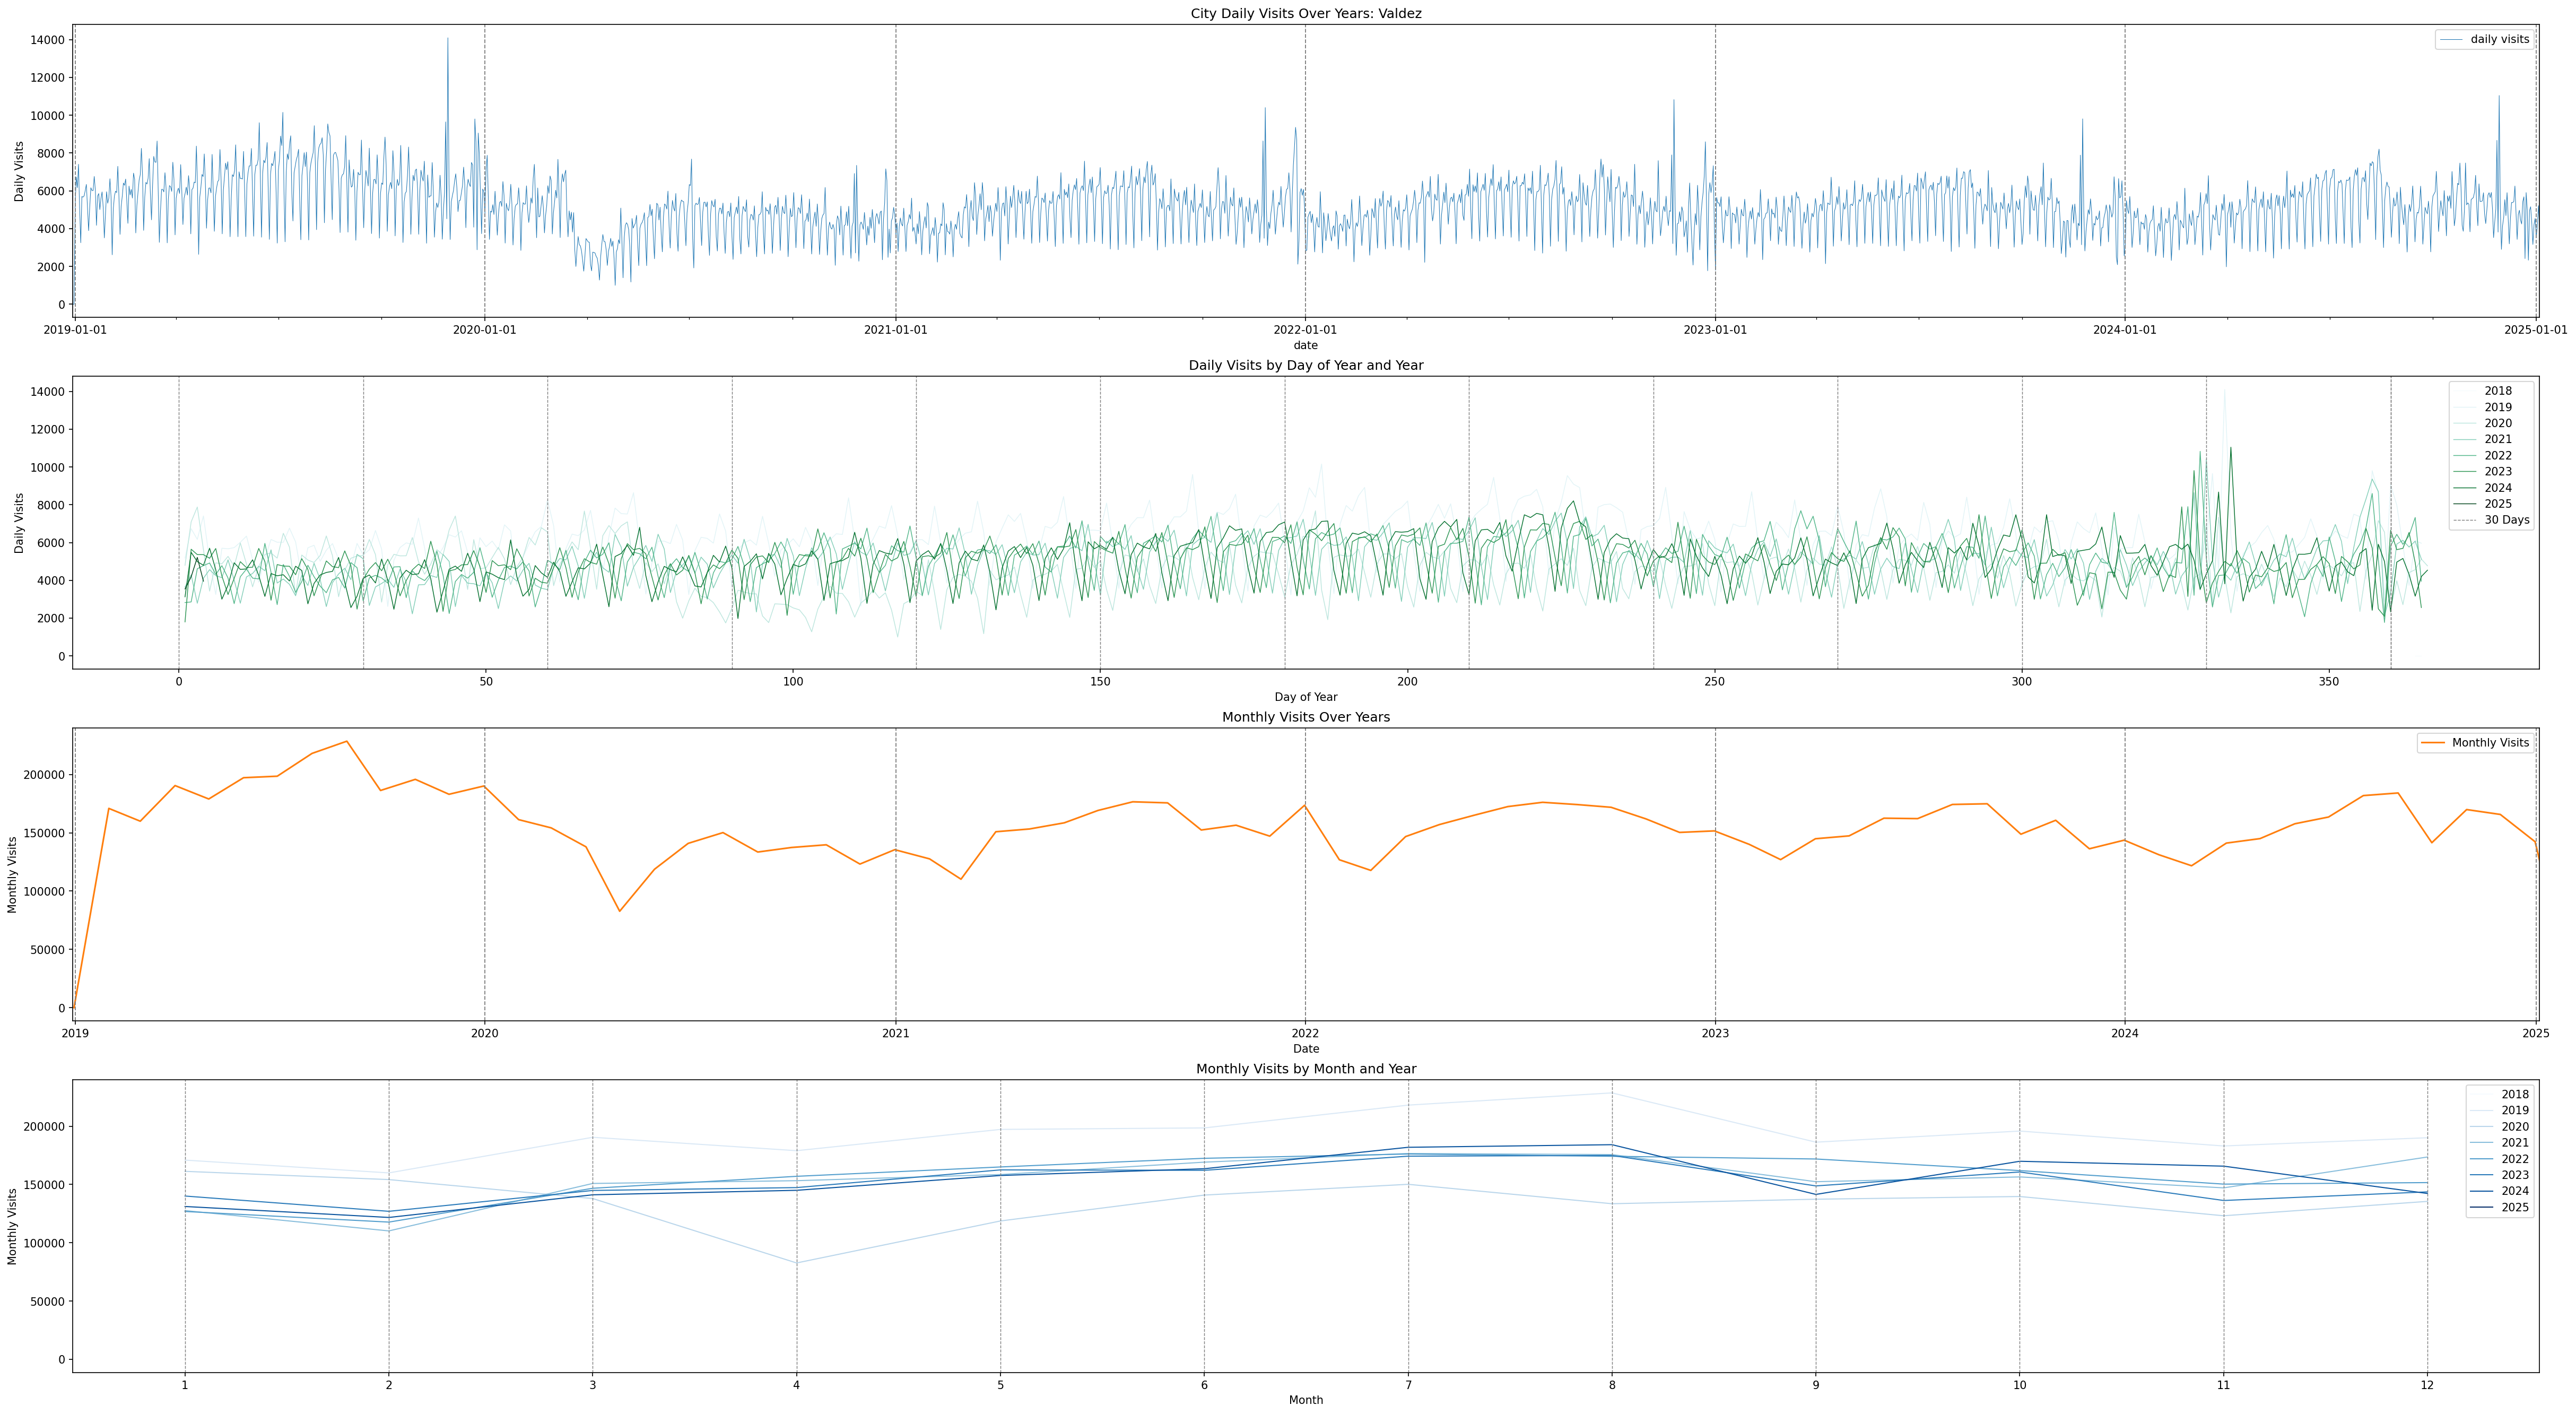 City Daily Visits Over Years: Valdez
Daily Visits
14000
12000
10000
8000
6000
4000
2000
0
daily visits
2019-01-01 2020-01-01 2021-01-01 2022-01-01 2023-01-01 2024-01-01 2025-01-01
date
Daily Visits by Day of Year and Year
Daily Visits
14000
12000
10000
8000
6000
4000
2000
0
2018
2019
2020
2021
2022
2023
2024
2025
30 Days
0 50 100 150 200 250 300 350
Day of Year
Monthly Visits Over Years
Monthly Visits
200000
150000
100000
50000
0
Monthly Visits
2019 2020 2021 2022 2023 2024 2025
Date
Monthly Visits by Month and Year
Monthly Visits
200000
150000
100000
50000
0
2018
2019
2020
2021
2022
2023
2024
2025
1 2 3 4 5 6 7 8 9 10 11 12
Month